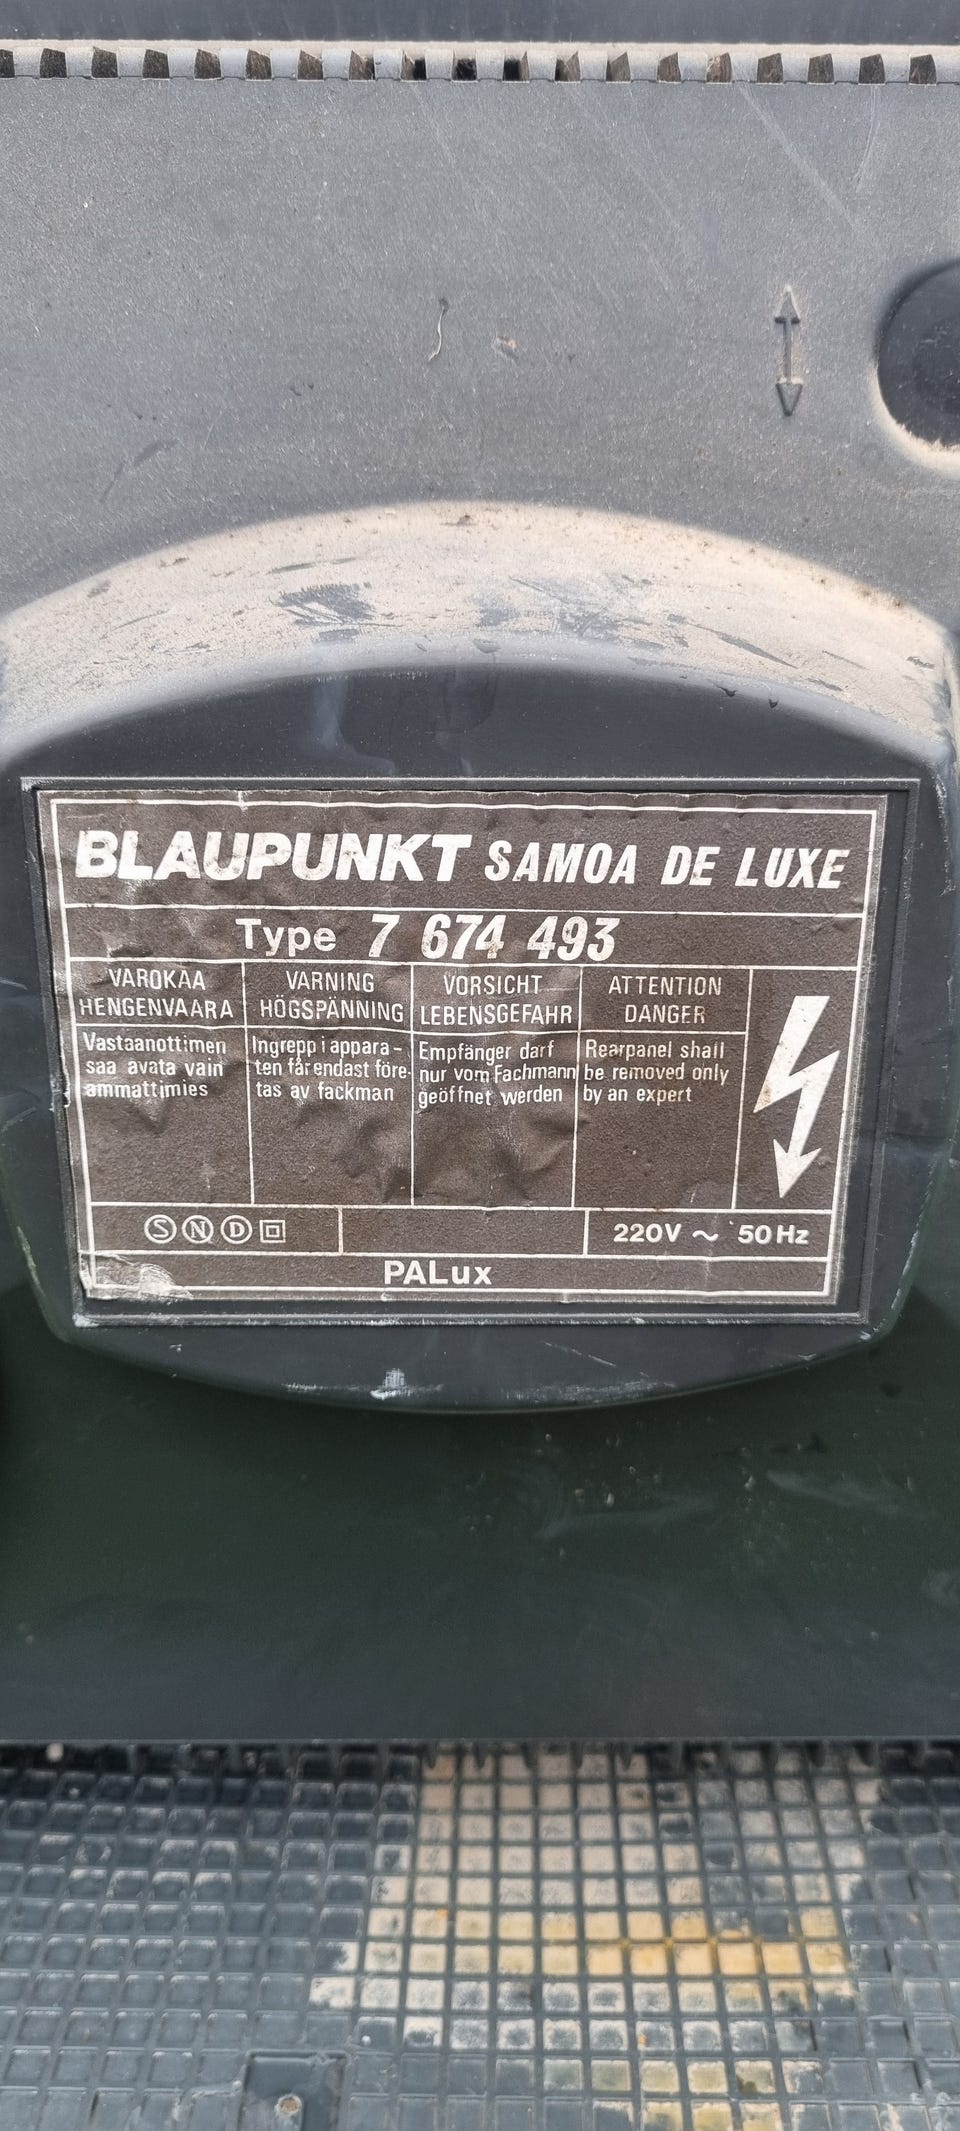 BLAUPUNKT SAMOA DE LUXE
Type 7 674 493
VAROKAA
HENGENVAARA
Vastaanottimen
saa avata vain
ammattimies
VARNING
HÖGSPÄNNING
Ingrepp i appara-
ten får endast före-
tas av fackman
VORSICHT
LEBENSGEFAHR
Empfänger darf
nur vom Fachmann
geöffnet werden
ATTENTION
DANGER
Rearpanel shall
be removed only
by an expert
S N D
220V ~ 50Hz
PALux